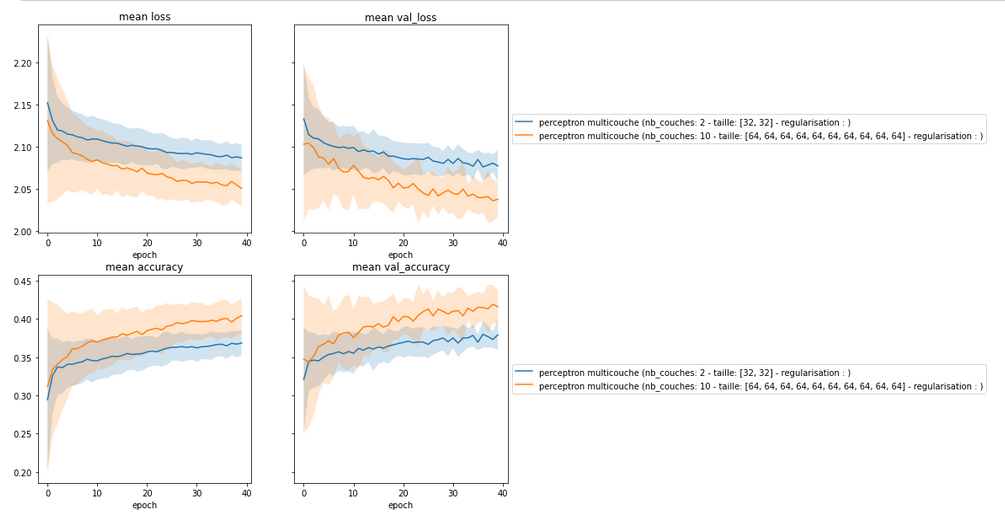 mean loss
mean val_loss
2.20
2.15
2.10
2.05
2.00
0 10 20 30 40
0 10 20 30 40
epoch
epoch
perceptron multicouche (nb_couches: 2 - taille: [32, 32] - regularisation : )
perceptron multicouche (nb_couches: 10 - taille: [64, 64, 64, 64, 64, 64, 64, 64, 64, 64] - regularisation : )
mean accuracy
mean val_accuracy
0.45
0.40
0.35
0.30
0.25
0.20
0 10 20 30 40
0 10 20 30 40
epoch
epoch
perceptron multicouche (nb_couches: 2 - taille: [32, 32] - regularisation : )
perceptron multicouche (nb_couches: 10 - taille: [64, 64, 64, 64, 64, 64, 64, 64, 64, 64] - regularisation : )